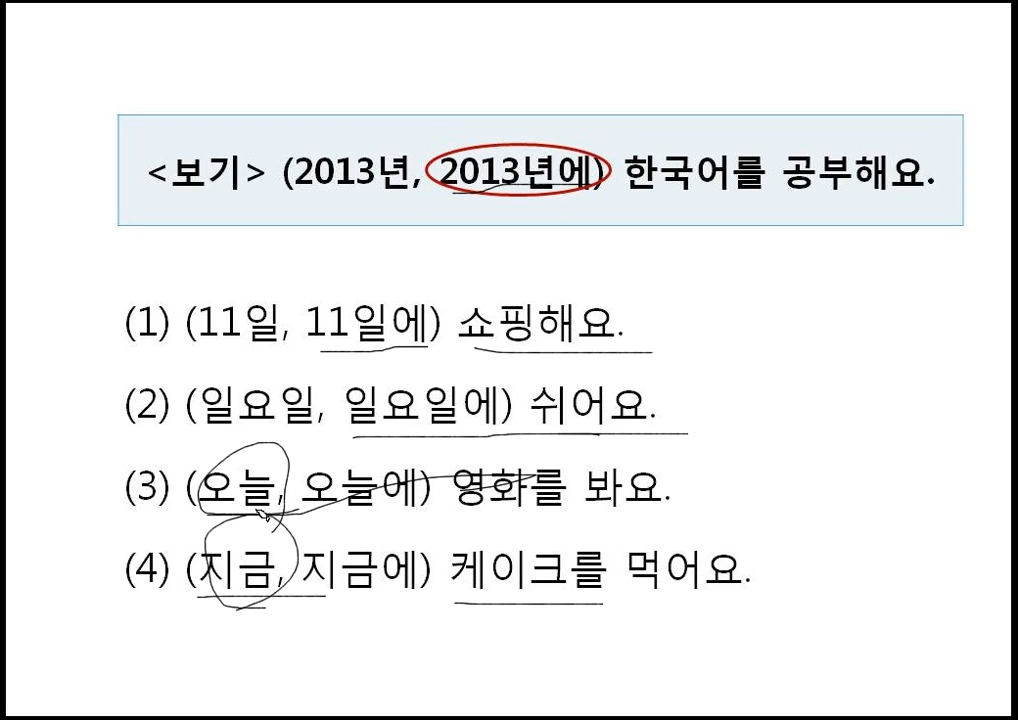 <보기> (2013년, 2013년에) 한국어를 공부해요.
(1) (11일, 11일에) 쇼핑해요.
(2) (일요일, 일요일에) 쉬어요.
(3) (오늘, 오늘에) 영화를 봐요.
(4) (지금, 지금에) 케이크를 먹어요.